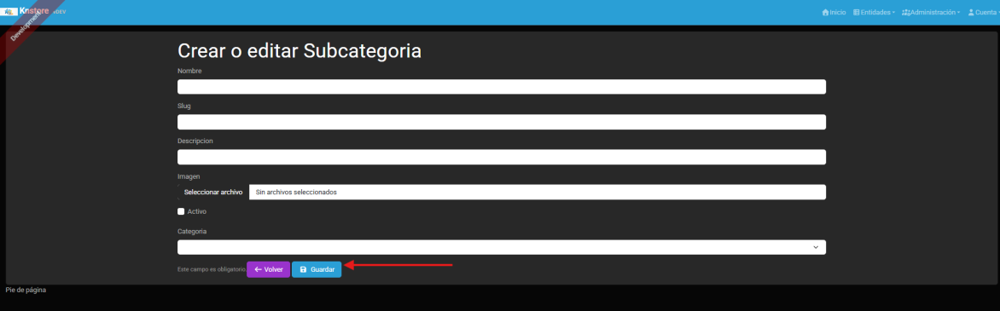 Kristore vDEV
Inicio Entidades Administración Cuenta
Development
Crear o editar Subcategoria
Nombre
Slug
Descripcion
Imagen
Seleccionar archivo Sin archivos seleccionados
Activo
Categoria
Este campo es obligatorio. Volver Guardar
Pie de página